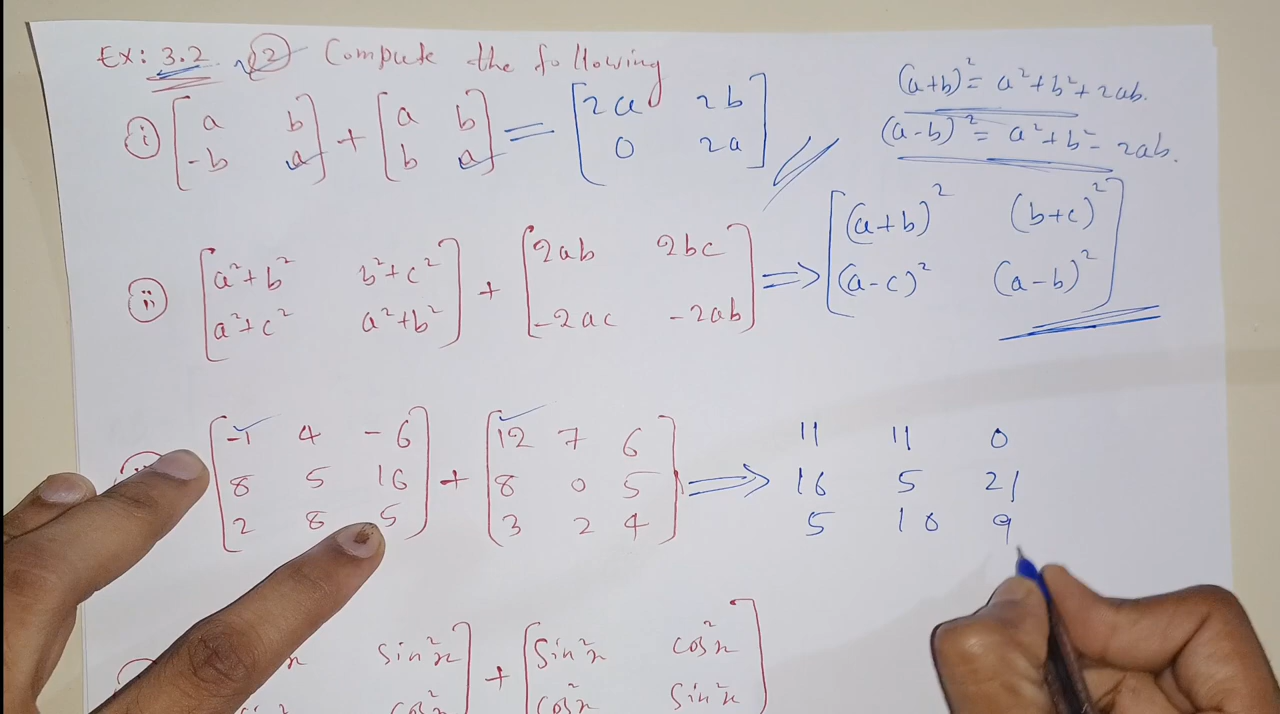 Ex: 3.2 (2) Compute the following
(a+b)² = a²+b²+2ab.
(a-b)² = a²+b²-2ab.
(i) [a b] + [a b] = [2a 2b]
[-b a] [b a] [0 2a]
(ii) [a²+b² b²+c²] + [2ab 2bc] ⇒ [(a+b)² (b+c)²]
[a²+c² a²+b²] [-2ac -2ab] [(a-c)² (a-b)²]
[-1 4 -6] + [12 7 6] ⇒ 11 11 0
[8 5 16] [8 0 5] 16 5 21
[2 8 5] [3 2 4] 5 10 9
sin²x] + [sin²x cos²x]
cos²x] [cos²x sin²x]